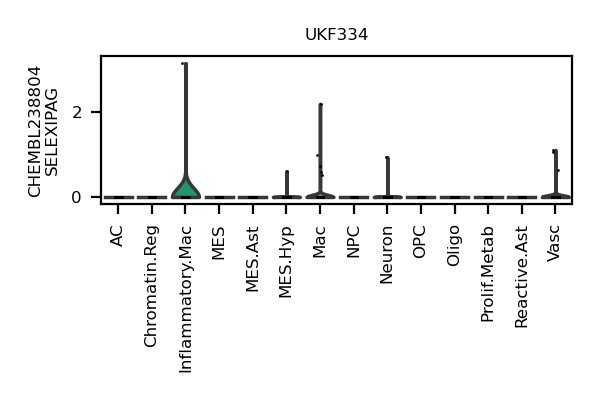 UKF334
CHEMBL238804
SELEXIPAG
2
0
AC
Chromatin.Reg
Inflammatory.Mac
MES
MES.Ast
MES.Hyp
Mac
NPC
Neuron
OPC
Oligo
Prolif.Metab
Reactive.Ast
Vasc